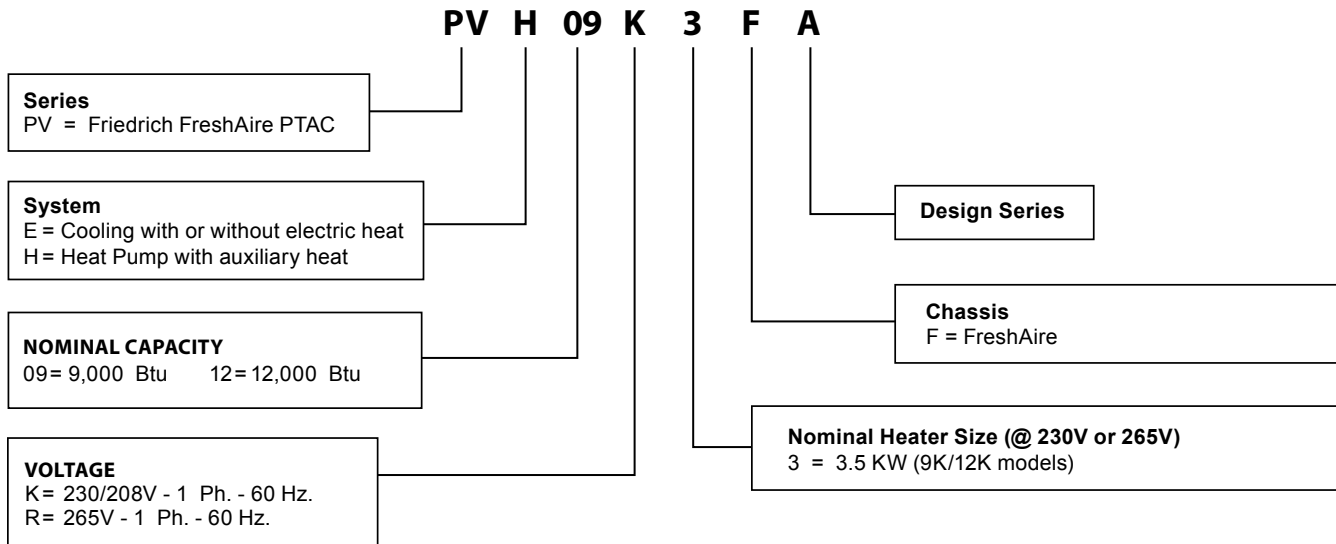 PV H 09 K 3 F A
Series
PV = Friedrich FreshAire PTAC
System
E = Cooling with or without electric heat
H = Heat Pump with auxiliary heat
NOMINAL CAPACITY
09 = 9,000 Btu 12 = 12,000 Btu
VOLTAGE
K = 230/208V - 1 Ph. - 60 Hz.
R = 265V - 1 Ph. - 60 Hz.
Design Series
Chassis
F = FreshAire
Nominal Heater Size (@ 230V or 265V)
3 = 3.5 KW (9K/12K models)